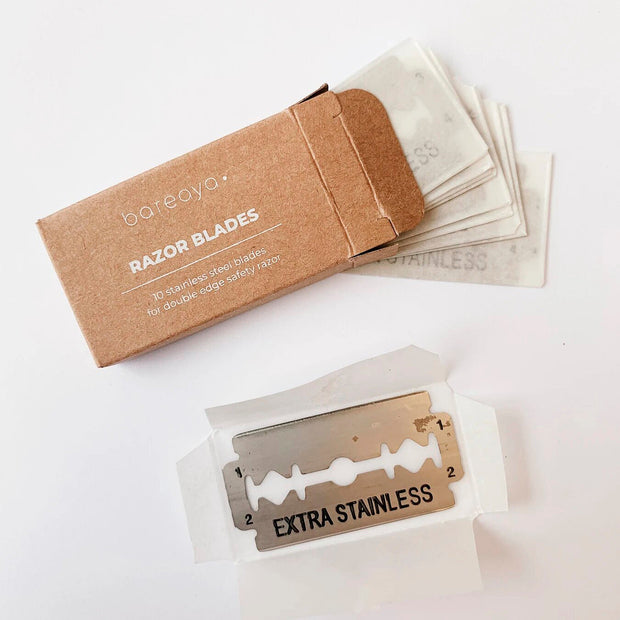 bareaya.
RAZOR BLADES
10 stainless steel blades
for double edge safety razor
STAINLESS
1
1
2
2
EXTRA STAINLESS